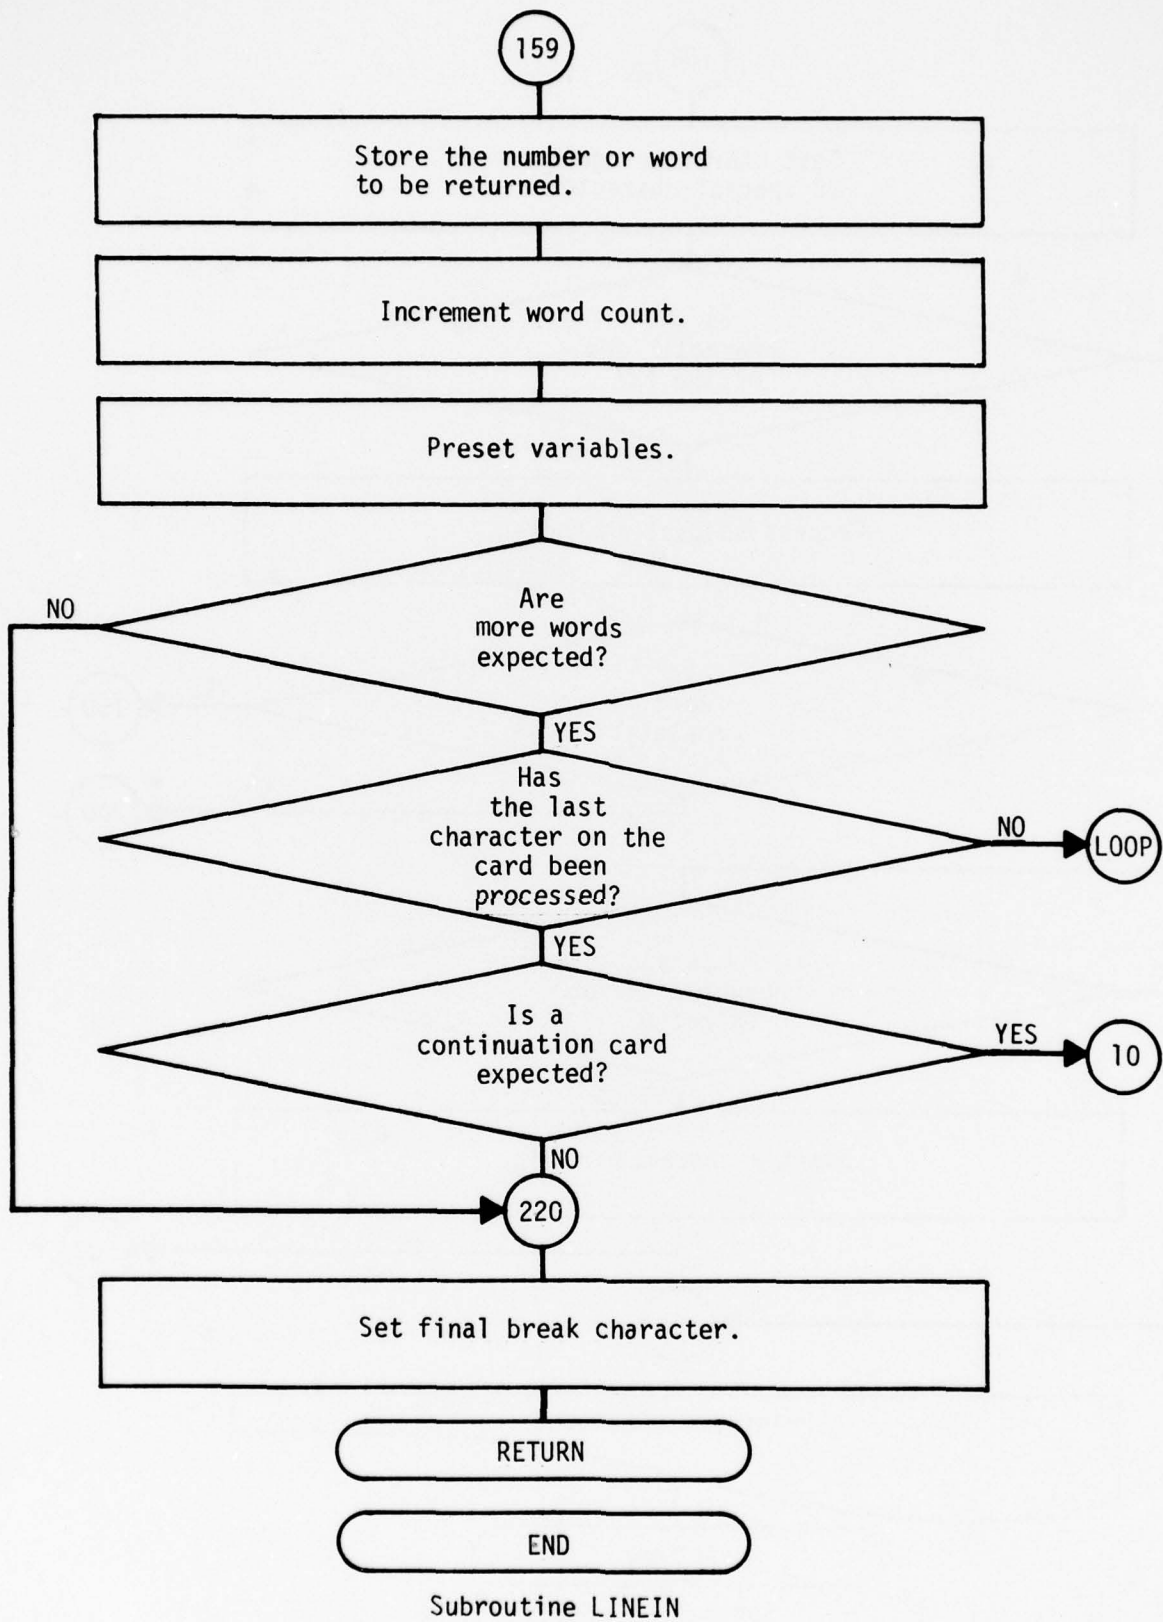 159
Store the number or word
to be returned.
Increment word count.
Preset variables.
NO
Are
more words
expected?
YES
Has
the last
character on the
card been
processed?
NO
LOOP
YES
Is a
continuation card
expected?
YES
10
NO
220
Set final break character.
RETURN
END
Subroutine LINEIN